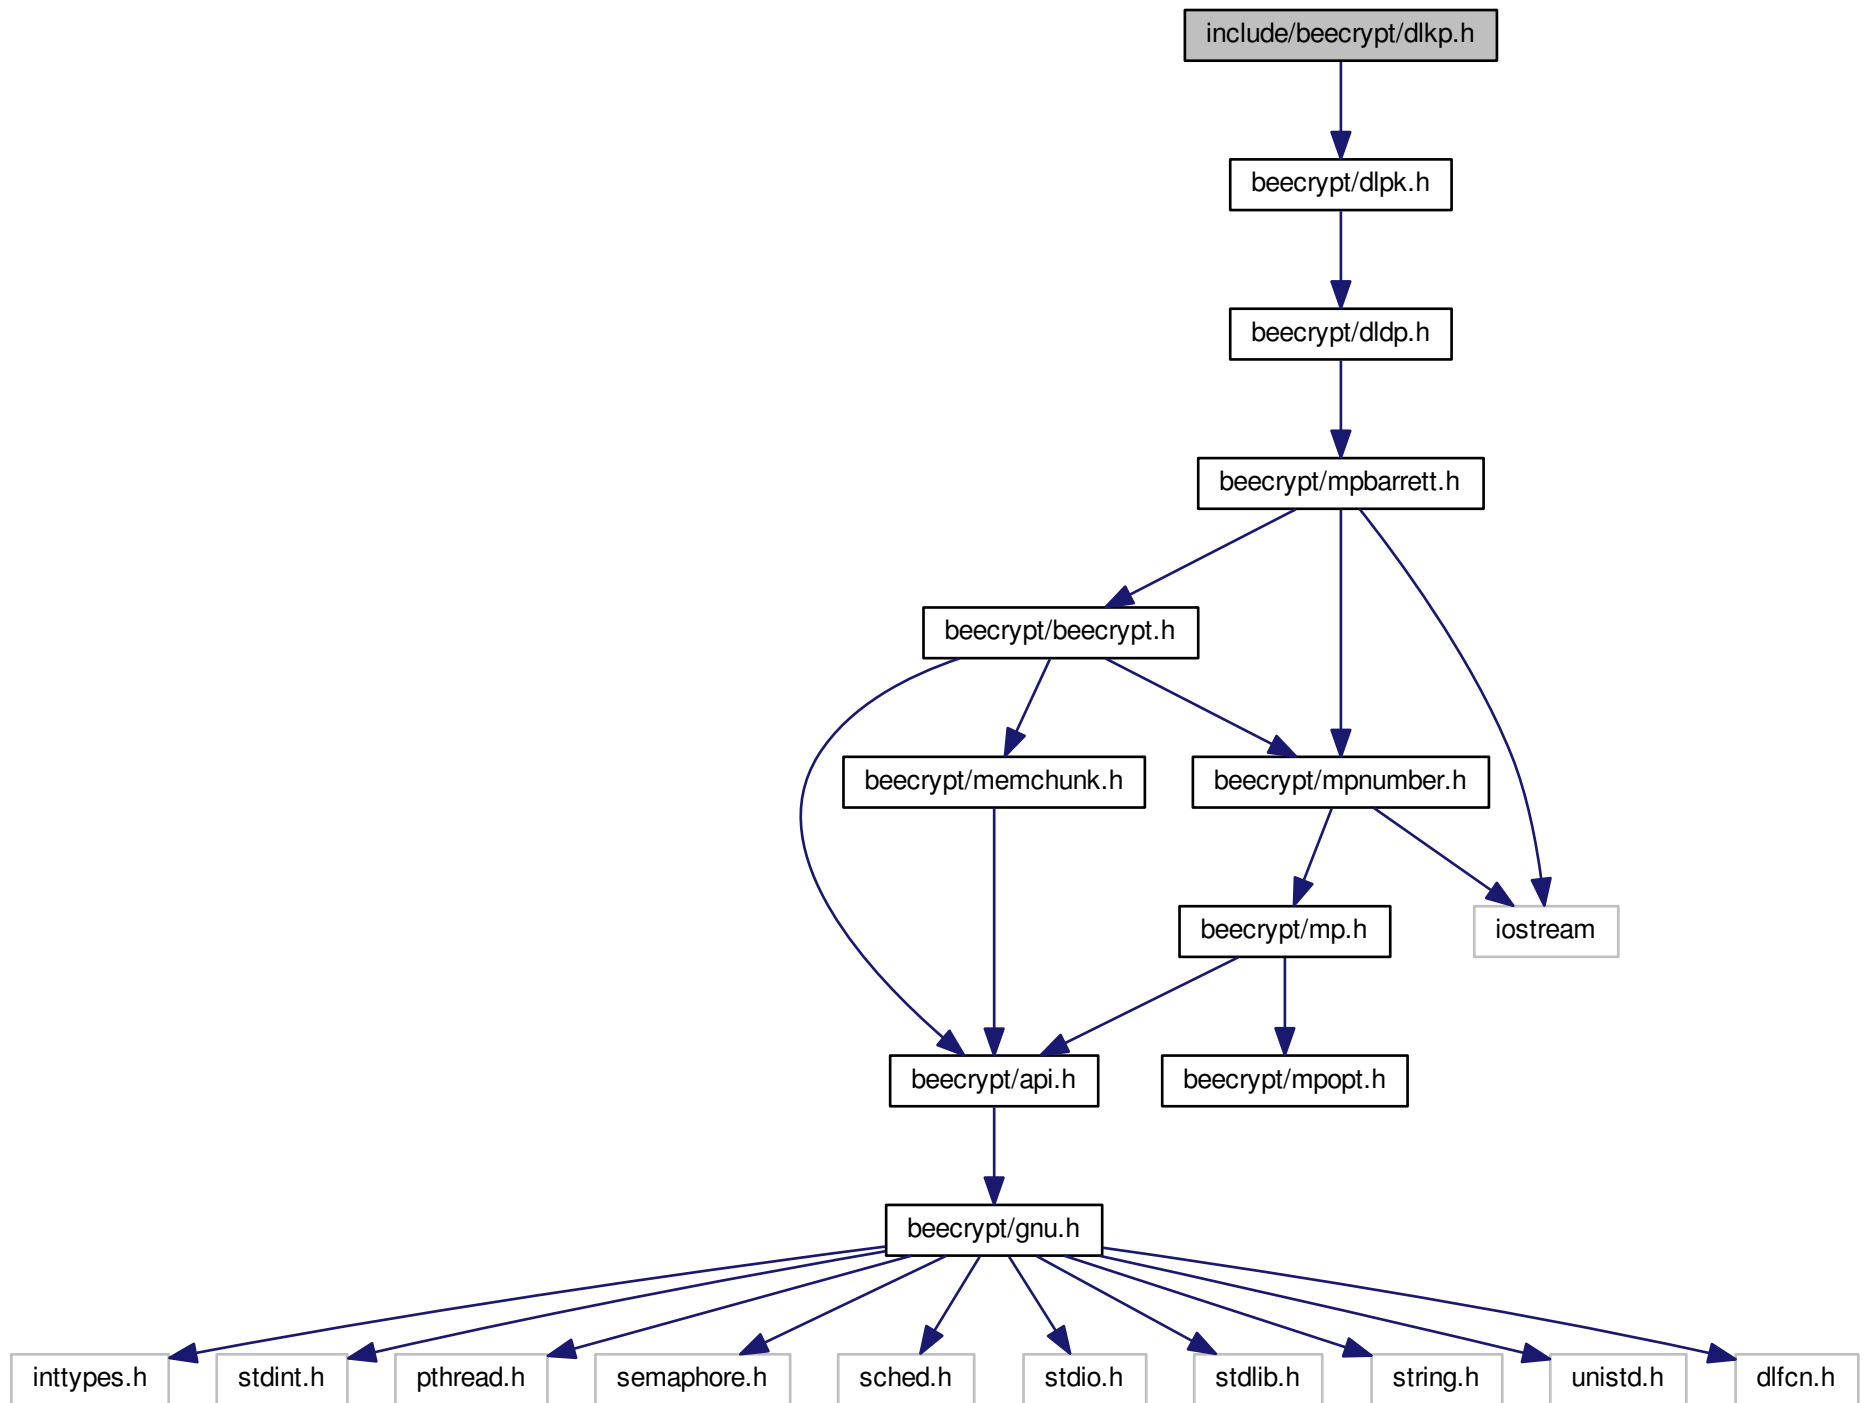 include/beecrypt/dlkp.h
beecrypt/dlpk.h
beecrypt/dldp.h
beecrypt/mpbarrett.h
beecrypt/beecrypt.h
beecrypt/memchunk.h
beecrypt/mpnumber.h
beecrypt/mp.h
iostream
beecrypt/api.h
beecrypt/mpopt.h
beecrypt/gnu.h
inttypes.h
stdint.h
pthread.h
semaphore.h
sched.h
stdio.h
stdlib.h
string.h
unistd.h
dlfcn.h